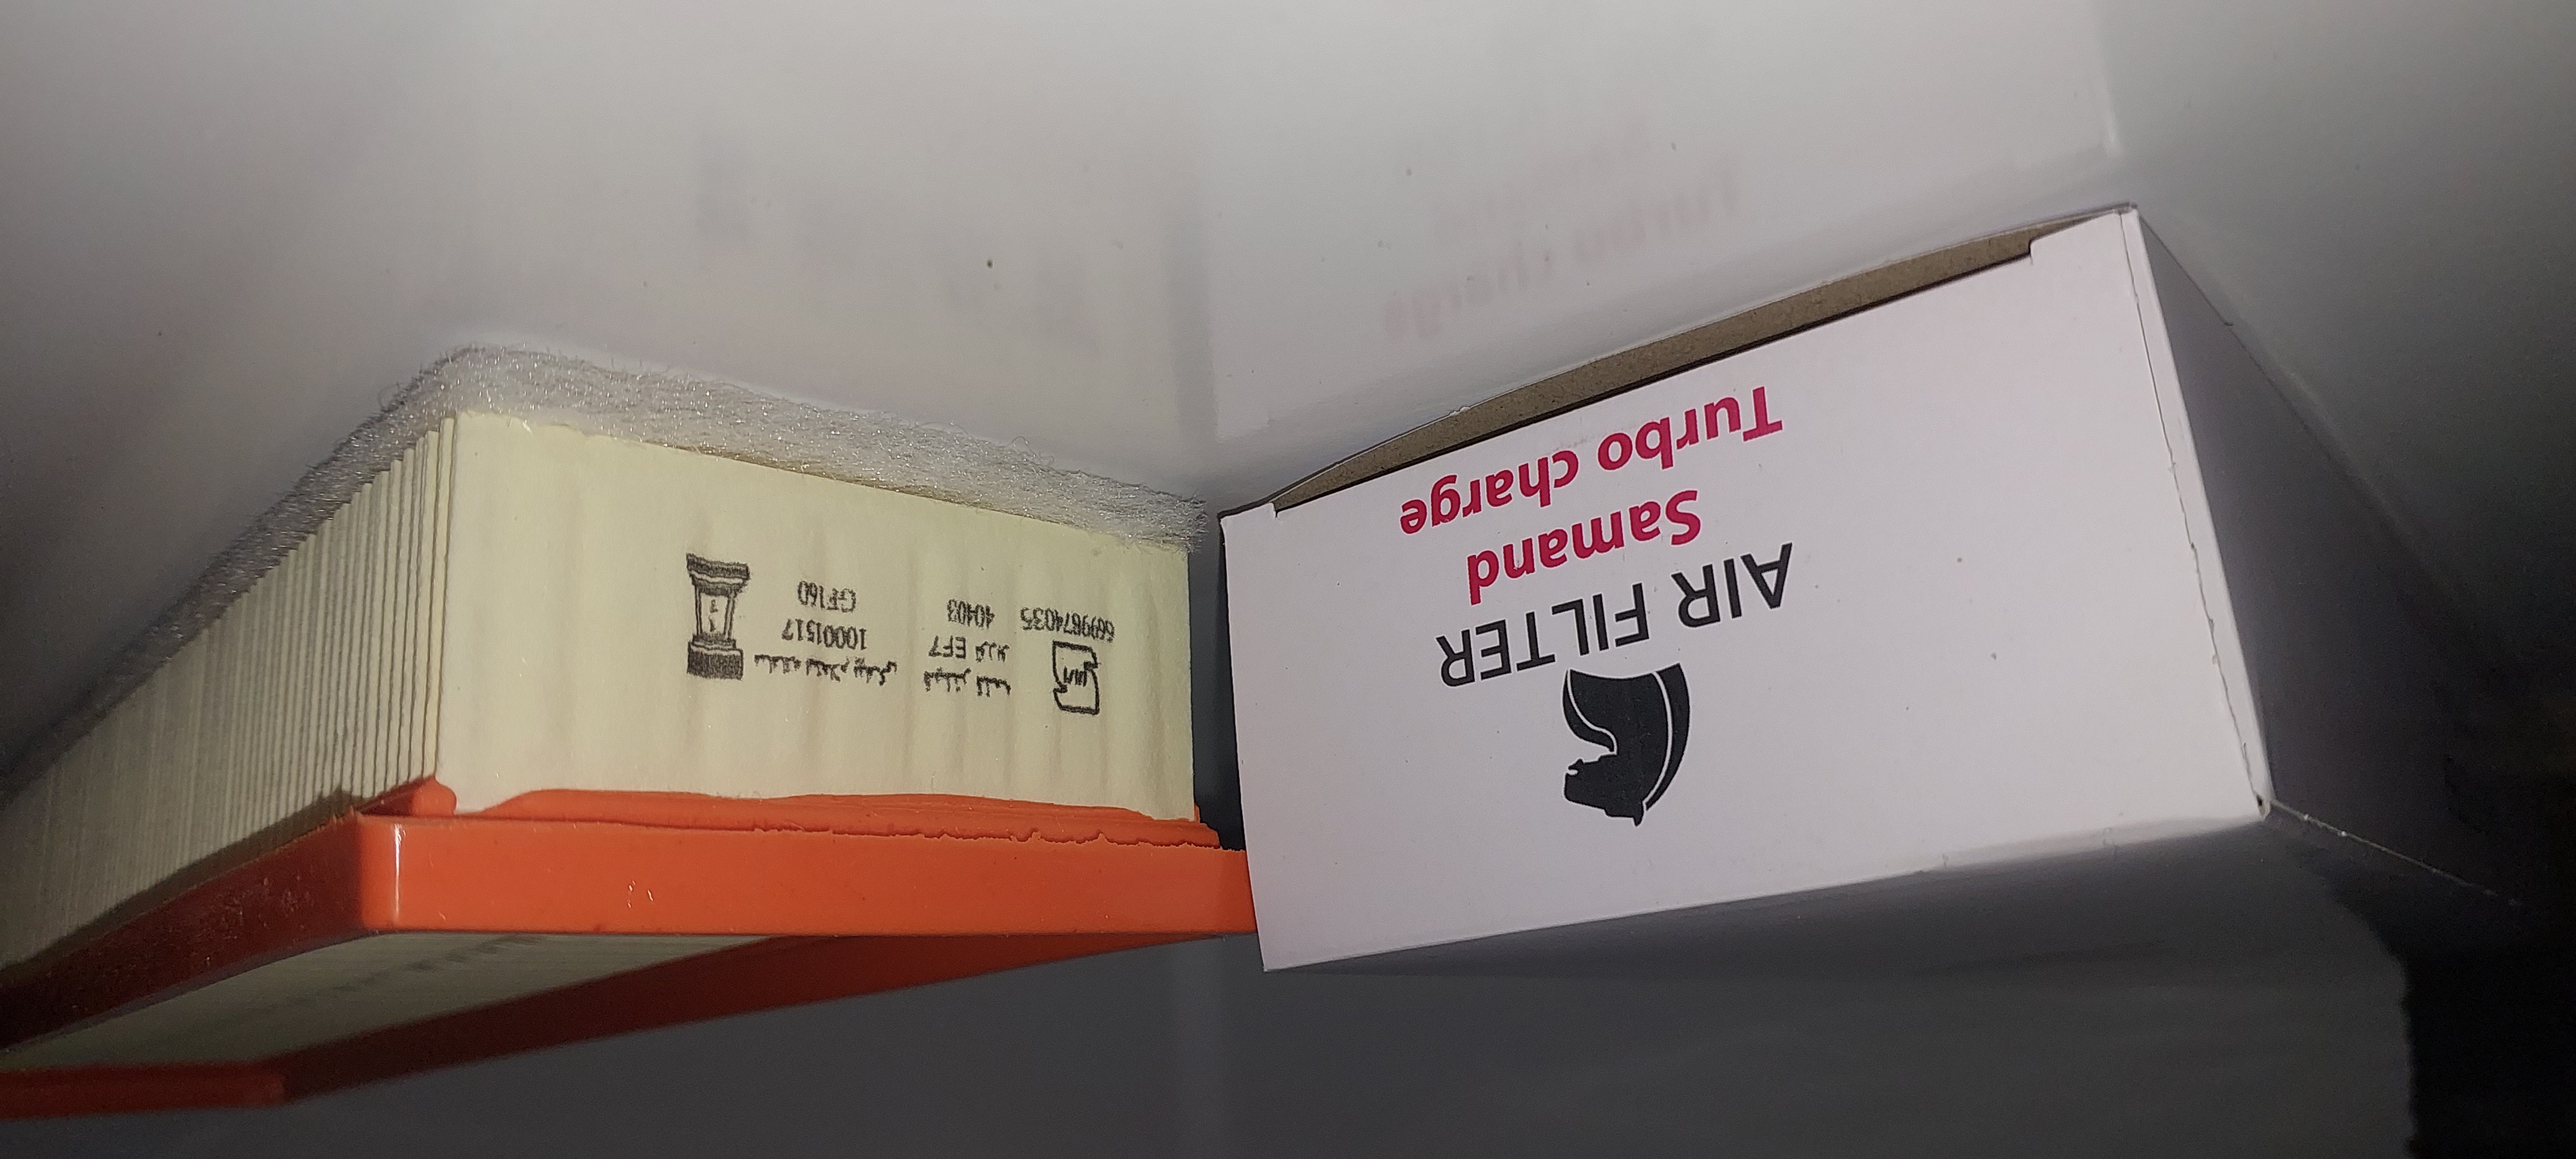 AIR FILTER
Samand
Turbo charge
6699874035
EF7
40403
10001517
GF160